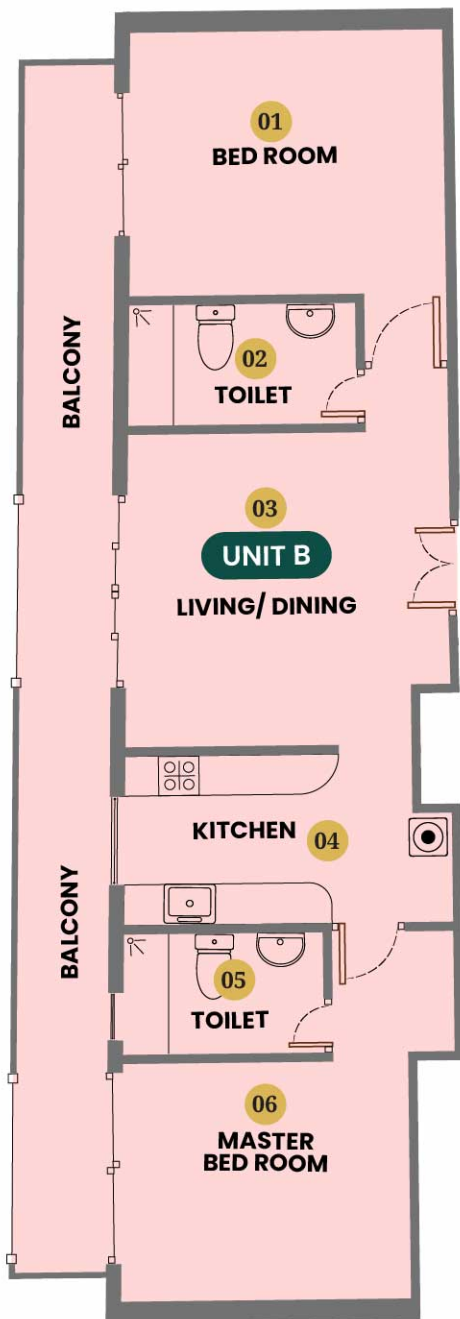 01
BED ROOM
BALCONY
02
TOILET
03
UNIT B
LIVING/ DINING
KITCHEN
04
BALCONY
05
TOILET
06
MASTER
BED ROOM